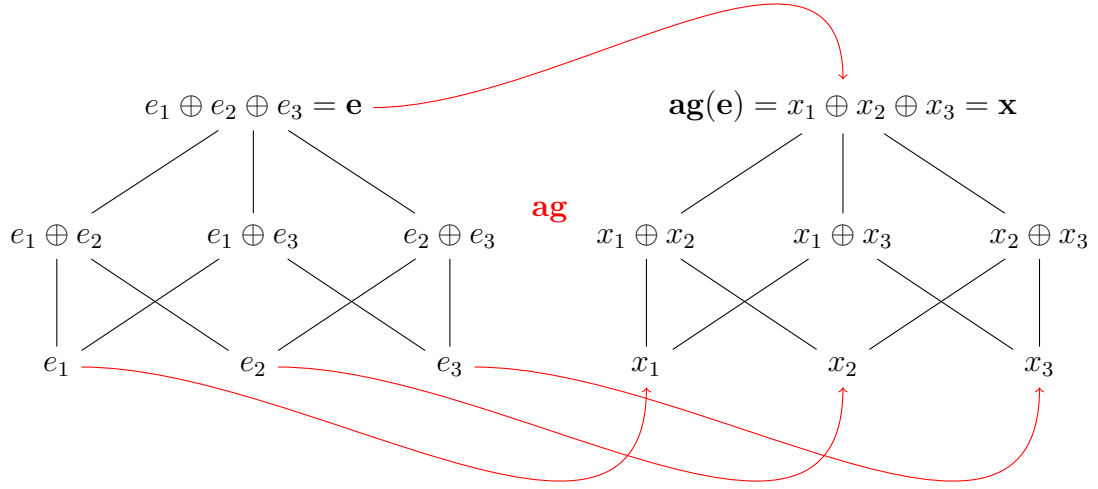 e₁ ⊕ e₂ ⊕ e₃ = **e**
**ag**(**e**) = x₁ ⊕ x₂ ⊕ x₃ = **x**
**ag**
e₁ ⊕ e₂
e₁ ⊕ e₃
e₂ ⊕ e₃
x₁ ⊕ x₂
x₁ ⊕ x₃
x₂ ⊕ x₃
e₁
e₂
e₃
x₁
x₂
x₃